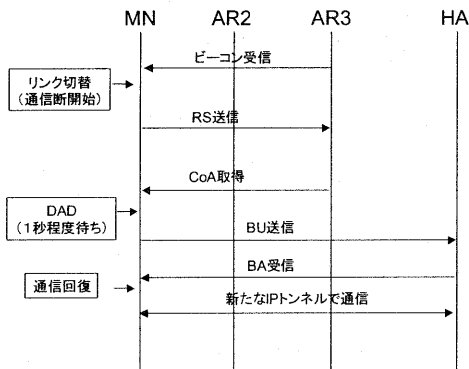 MN AR2 AR3 HA
ビーコン受信
リンク切替
(通信断開始)
RS送信
CoA取得
DAD
(1秒程度待ち)
BU送信
BA受信
通信回復
新たなIPトンネルで通信